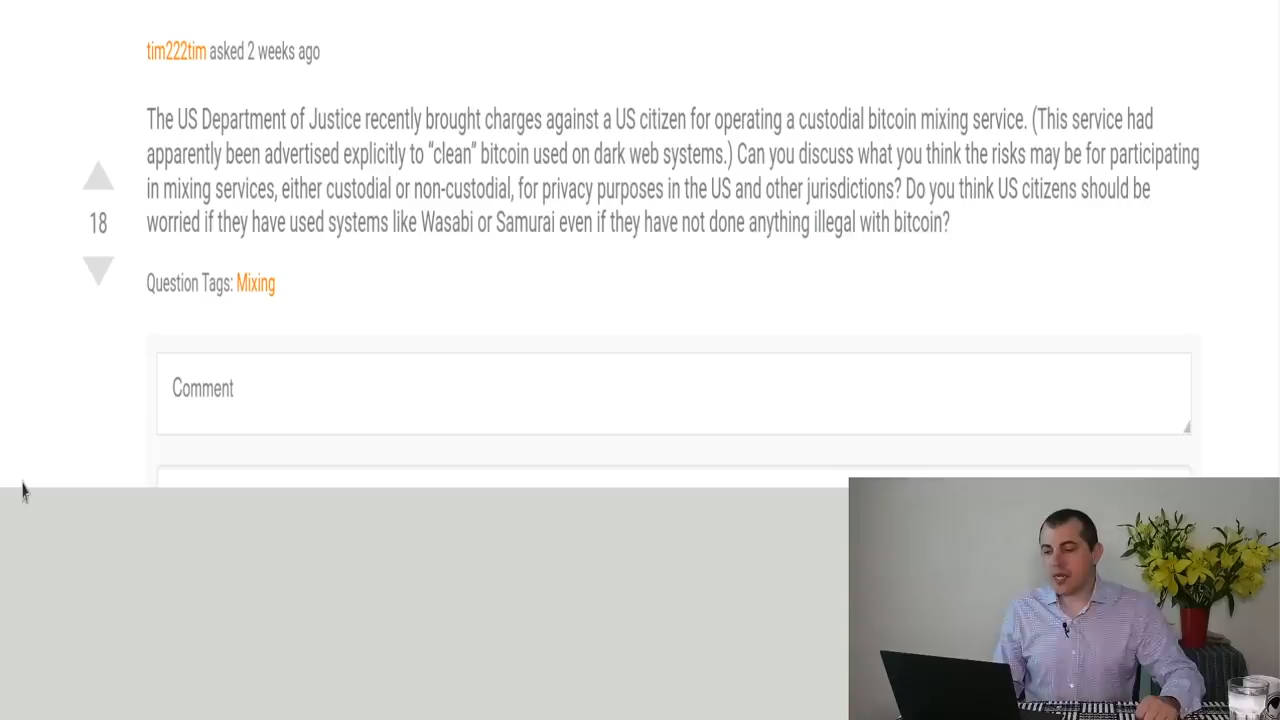 tim222tim asked 2 weeks ago
The US Department of Justice recently brought charges against a US citizen for operating a custodial bitcoin mixing service. (This service had
apparently been advertised explicitly to “clean” bitcoin used on dark web systems.) Can you discuss what you think the risks may be for participating
in mixing services, either custodial or non-custodial, for privacy purposes in the US and other jurisdictions? Do you think US citizens should be
18
worried if they have used systems like Wasabi or Samurai even if they have not done anything illegal with bitcoin?
Question Tags: Mixing
Comment